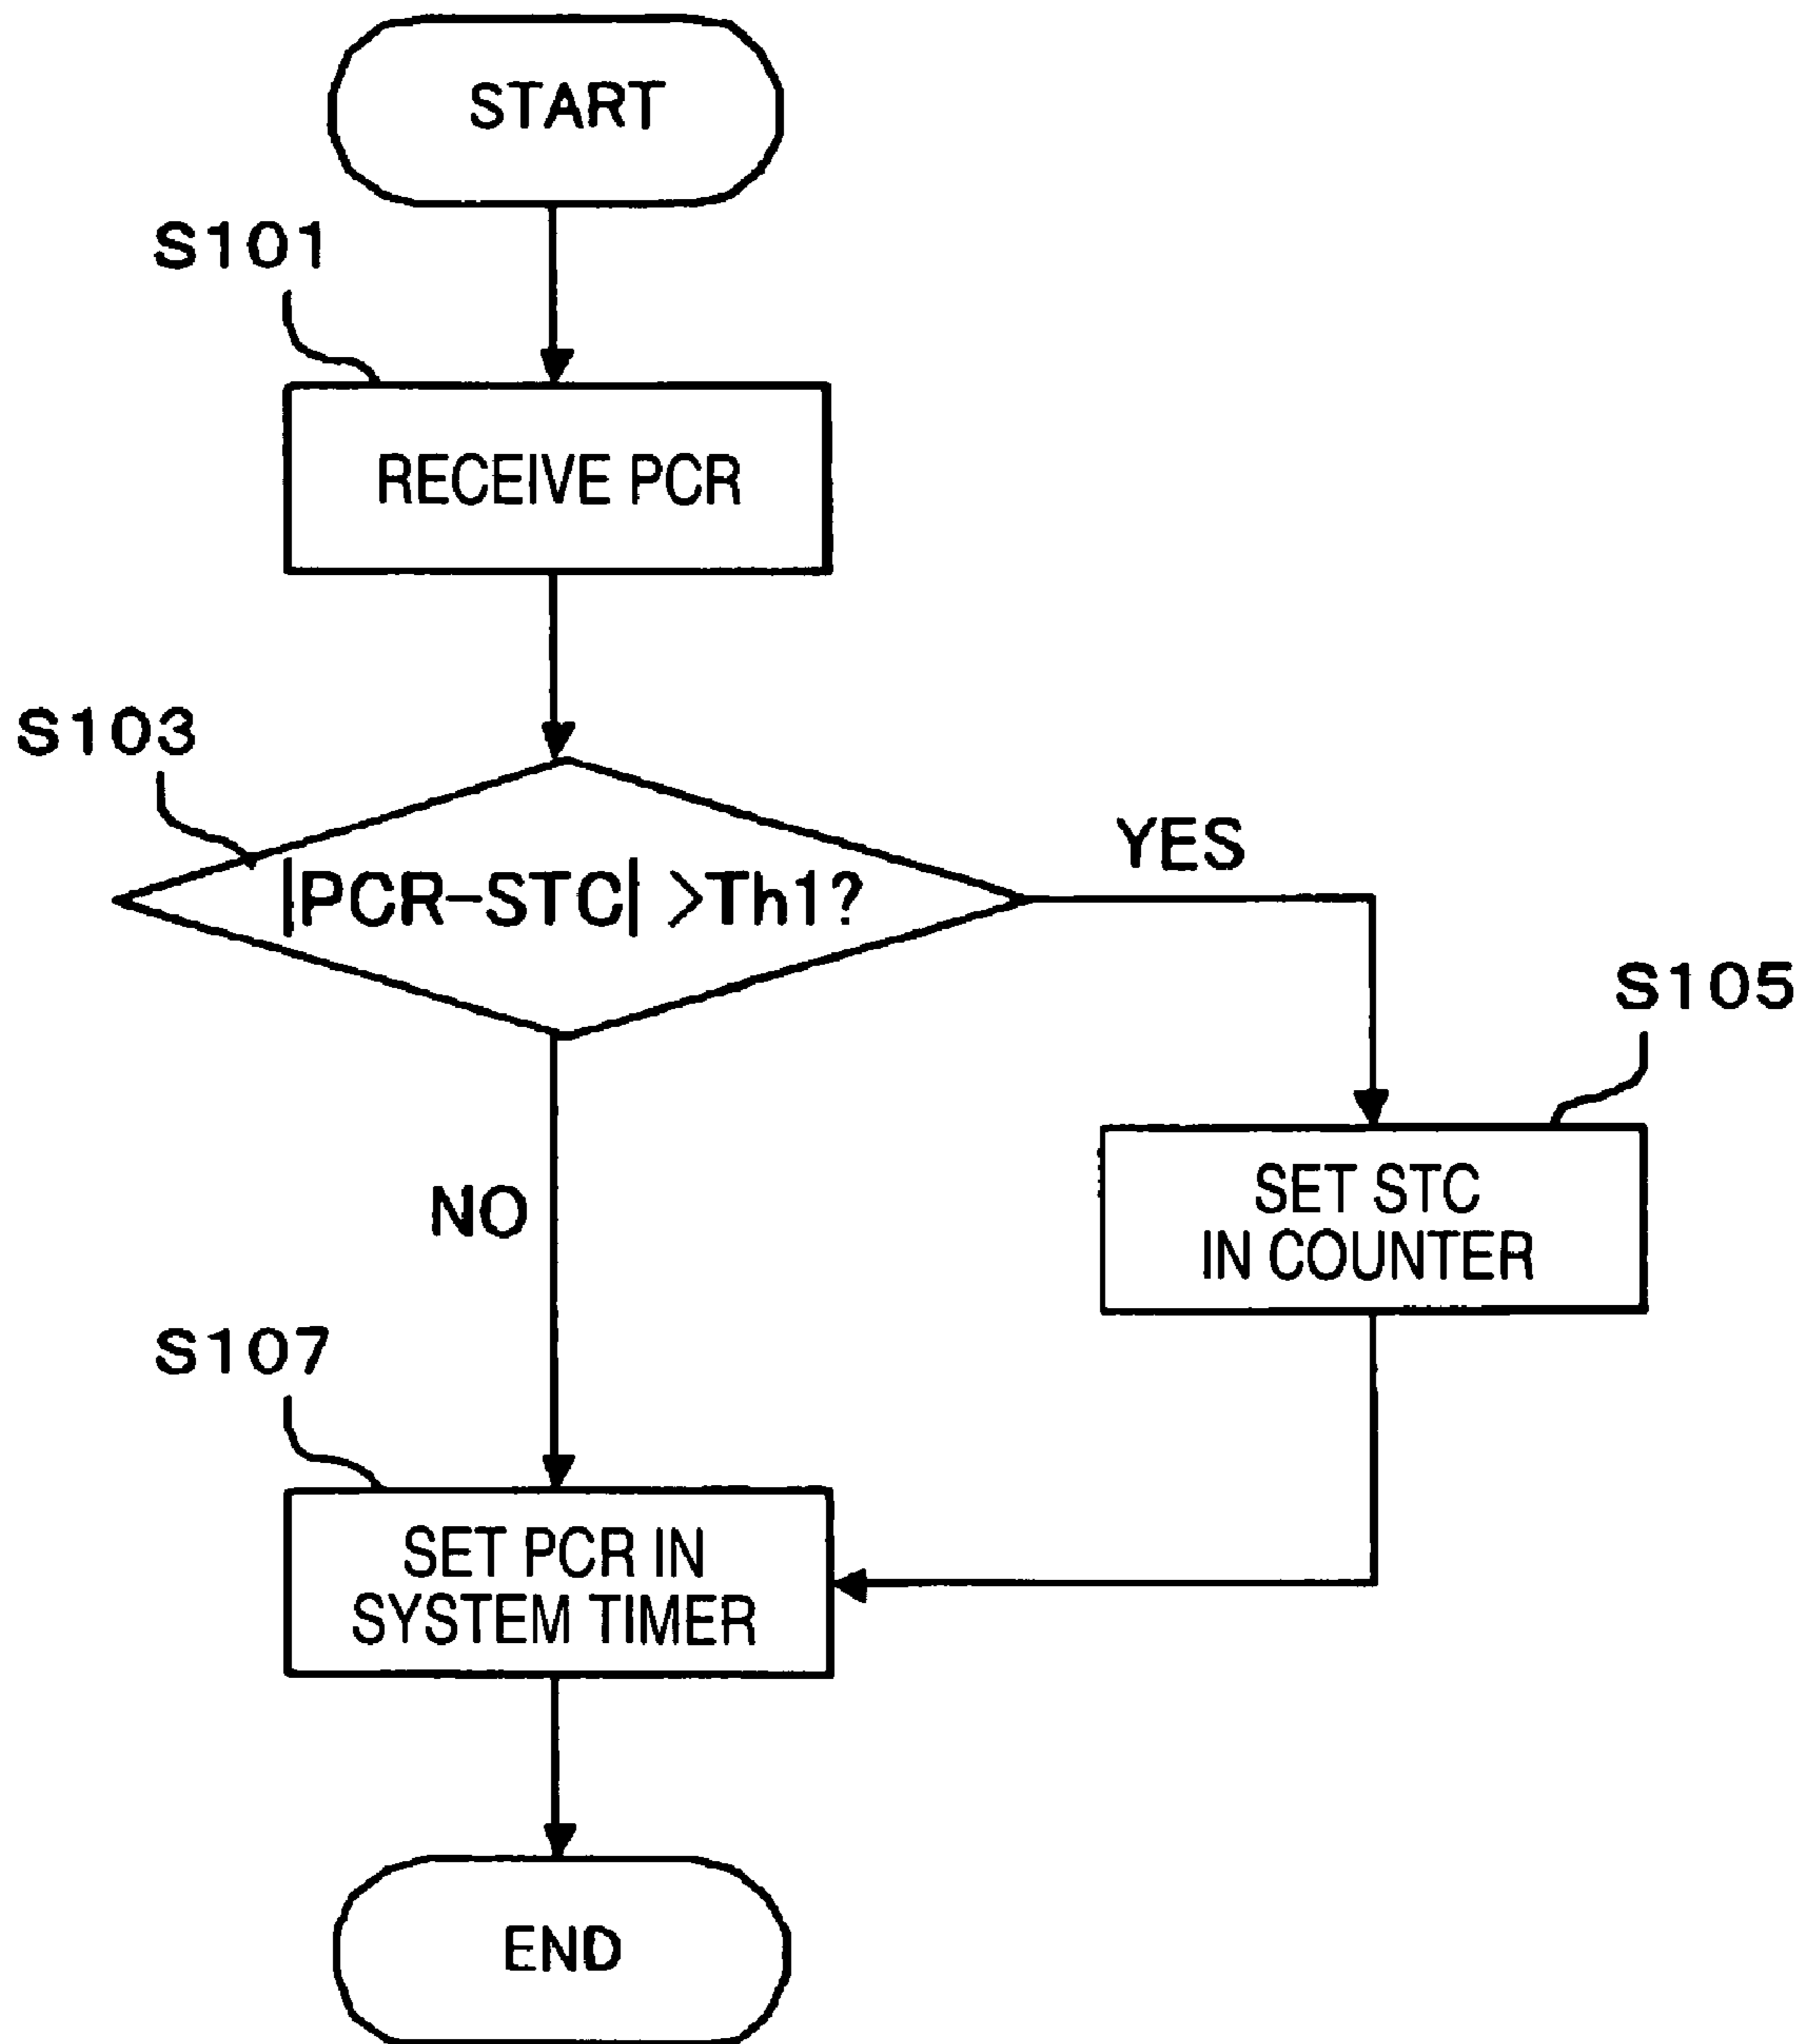 START
S101
RECEIVE PCR
S103
|PCR-STC| >Th1?
YES
S105
SET STC
IN COUNTER
NO
S107
SET PCR IN
SYSTEM TIMER
END